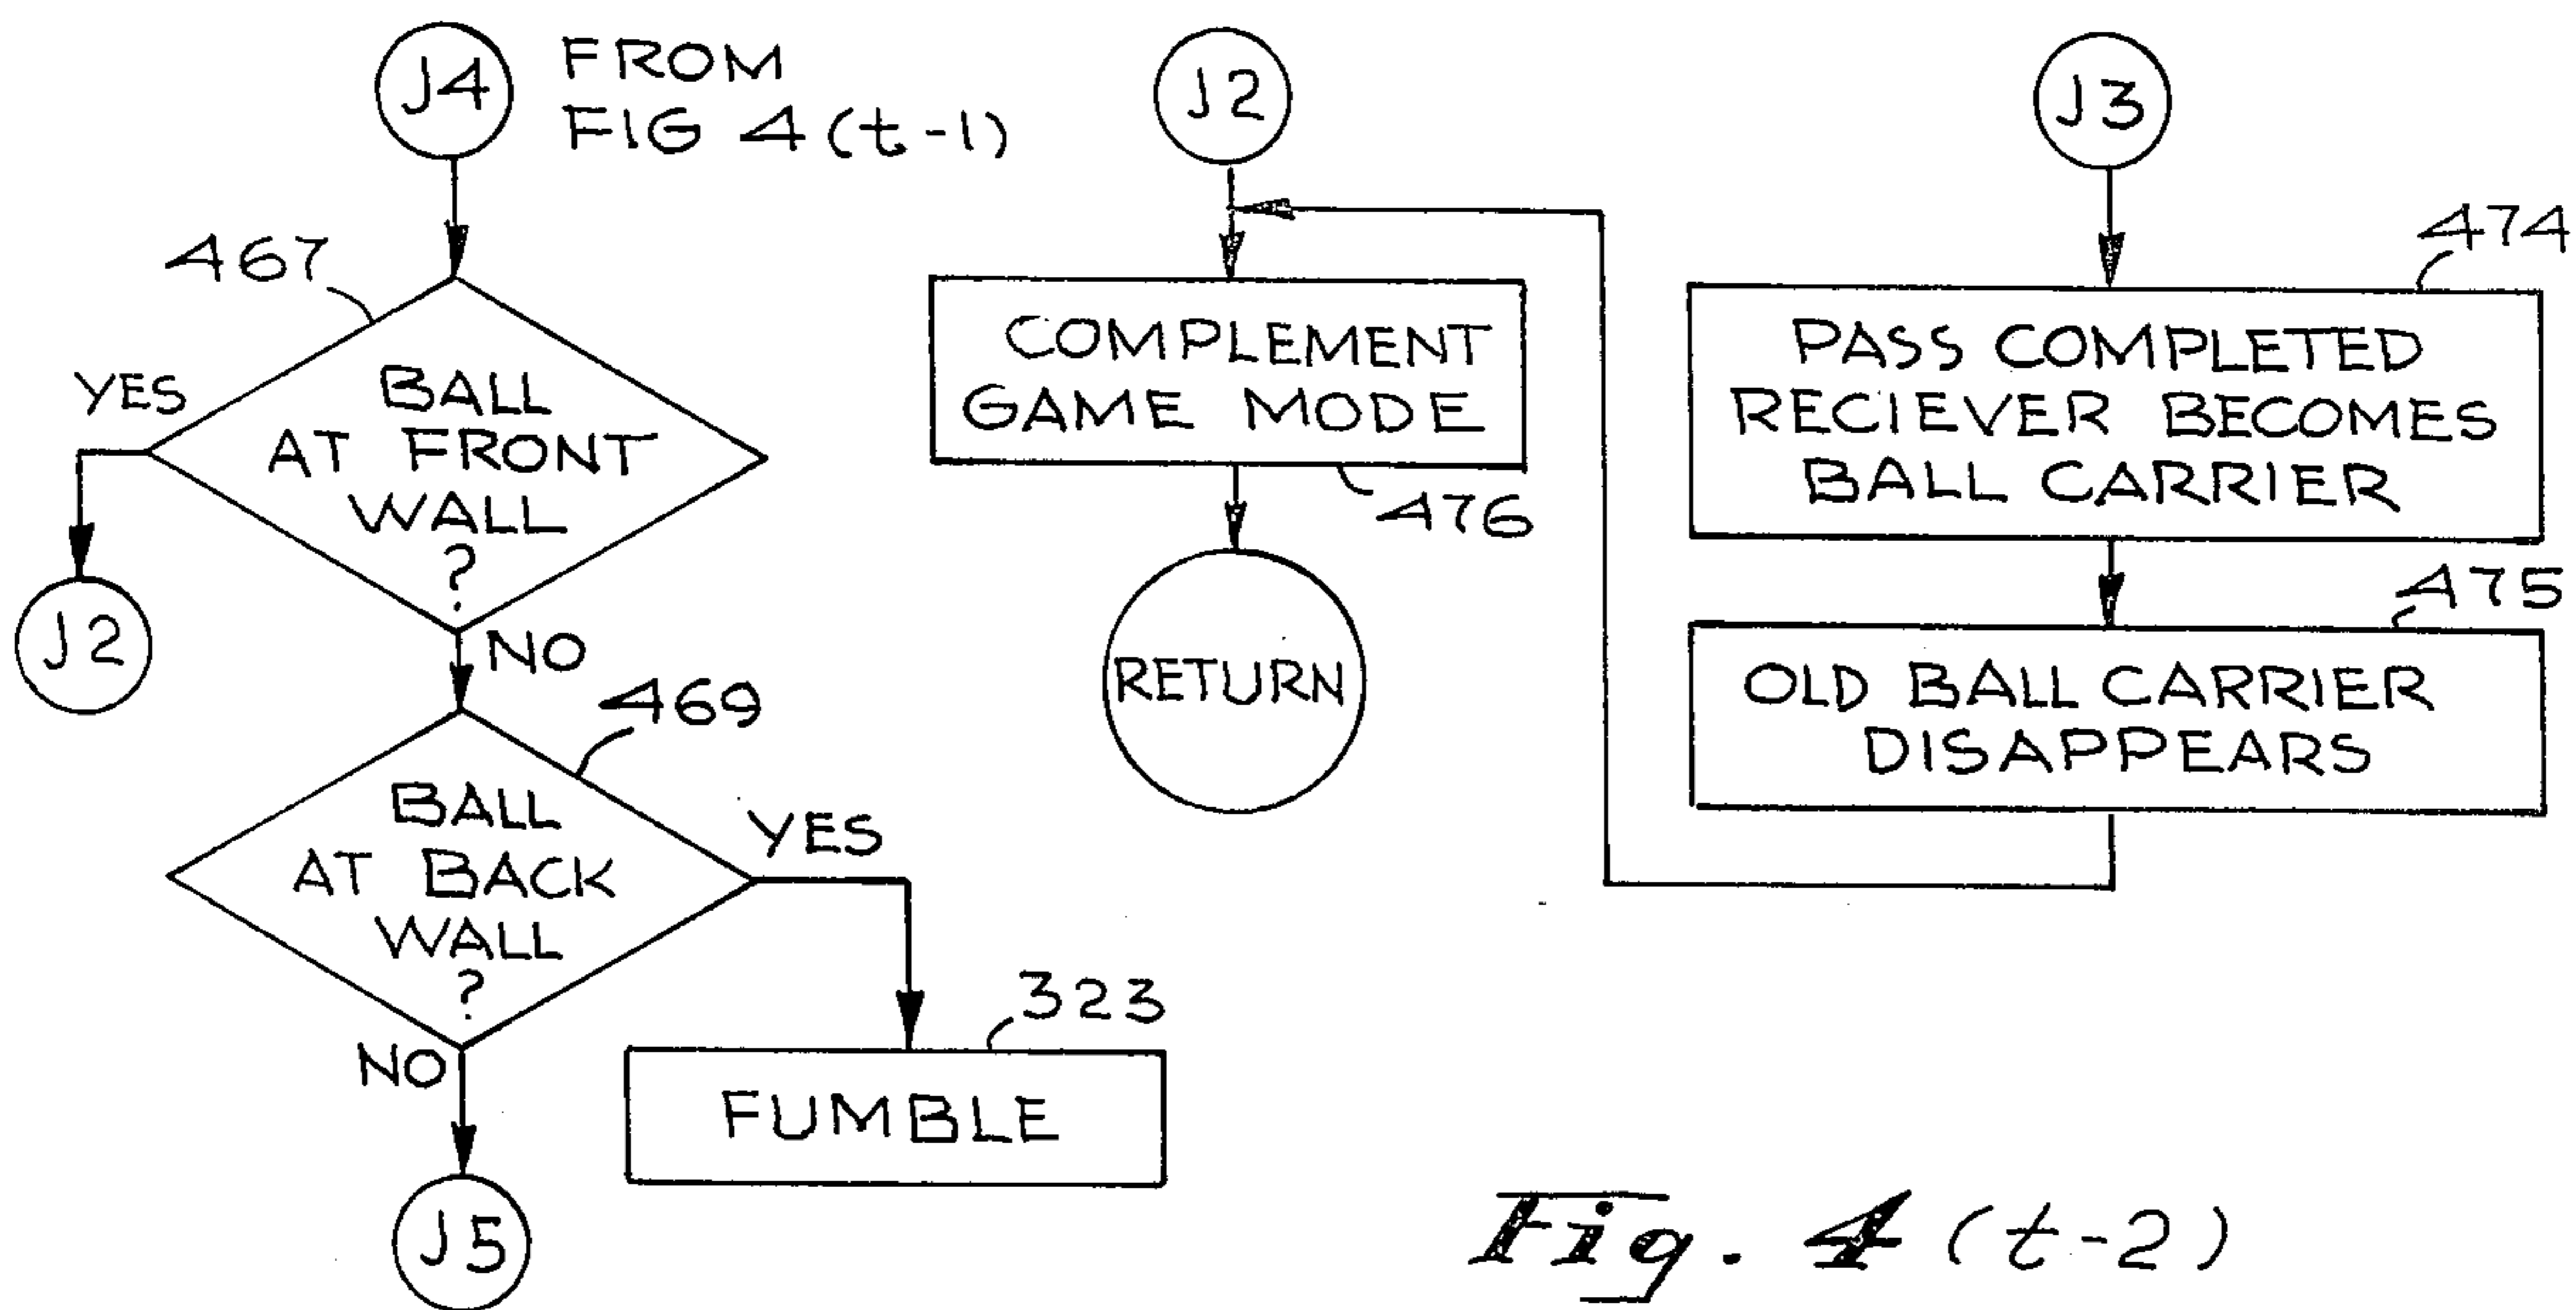 J4
FROM
FIG 4 (t-1)
467
BALL
AT FRONT
WALL
?
YES
J2
NO
469
BALL
AT BACK
WALL
?
YES
NO
323
FUMBLE
J5
J2
COMPLEMENT
GAME MODE
476
RETURN
J3
474
PASS COMPLETED
RECIEVER BECOMES
BALL CARRIER
475
OLD BALL CARRIER
DISAPPEARS
Fig. 4 (t-2)